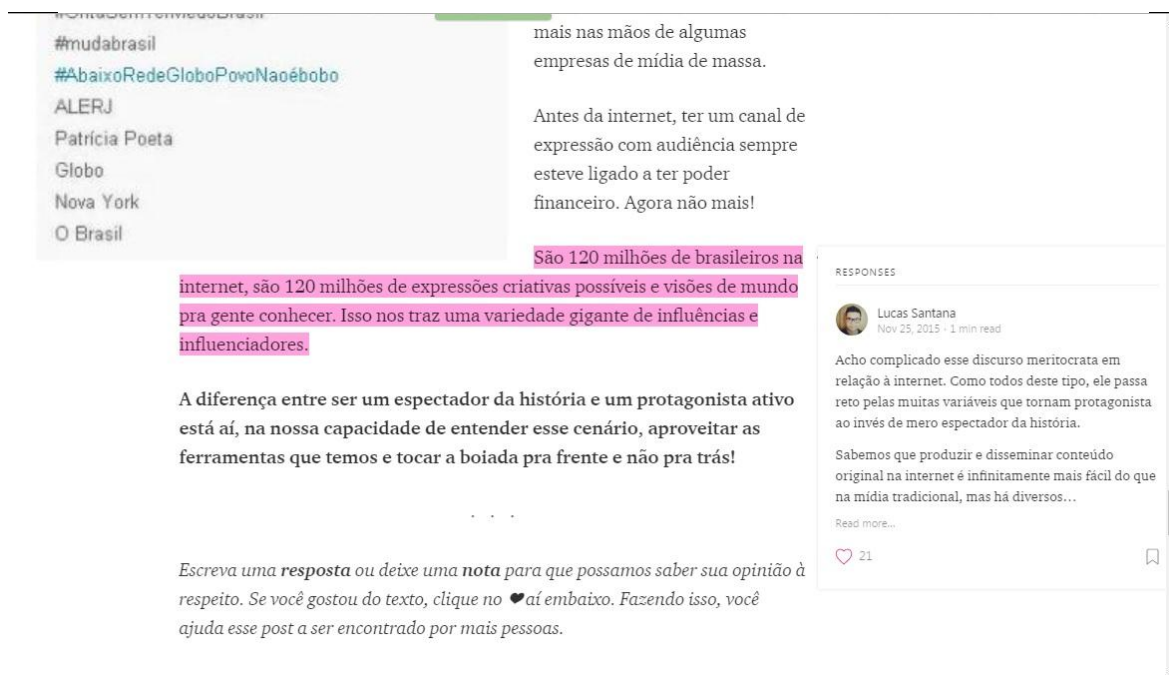 #mudabrasil
#AbaixoRedeGloboPovoNaoébobo
ALERJ
Patrícia Poeta
Globo
Nova York
O Brasil
mais nas mãos de algumas
empresas de mídia de massa.
Antes da internet, ter um canal de
expressão com audiência sempre
esteve ligado a ter poder
financeiro. Agora não mais!
São 120 milhões de brasileiros na
internet, são 120 milhões de expressões criativas possíveis e visões de mundo
pra gente conhecer. Isso nos traz uma variedade gigante de influências e
influenciadores.
A diferença entre ser um espectador da história e um protagonista ativo
está aí, na nossa capacidade de entender esse cenário, aproveitar as
ferramentas que temos e tocar a boiada pra frente e não pra trás!
. . .
Escreva uma resposta ou deixe uma nota para que possamos saber sua opinião à
respeito. Se você gostou do texto, clique no ❤ aí embaixo. Fazendo isso, você
ajuda esse post a ser encontrado por mais pessoas.
RESPONSES
Lucas Santana
Nov 25, 2015 · 1 min read
Acho complicado esse discurso meritocrata em
relação à internet. Como todos deste tipo, ele passa
reto pelas muitas variáveis que tornam protagonista
ao invés de mero espectador da história.
Sabemos que produzir e disseminar conteúdo
original na internet é infinitamente mais fácil do que
na mídia tradicional, mas há diversos…
Read more...
21